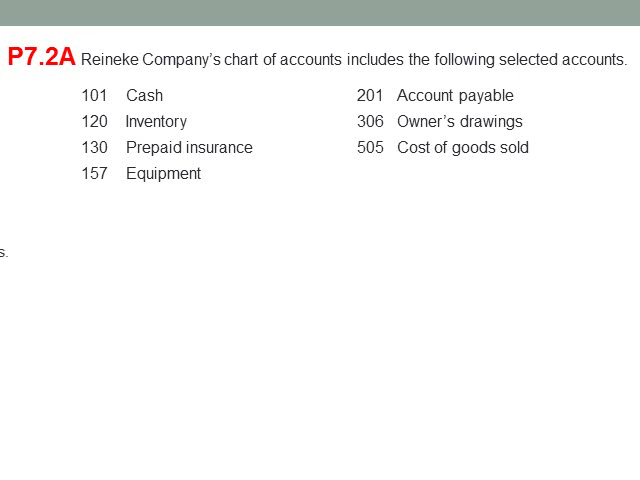 P7.2A Reineke Company's chart of accounts includes the following selected accounts.
101 Cash 201 Account payable
120 Inventory 306 Owner's drawings
130 Prepaid insurance 505 Cost of goods sold
157 Equipment
s.